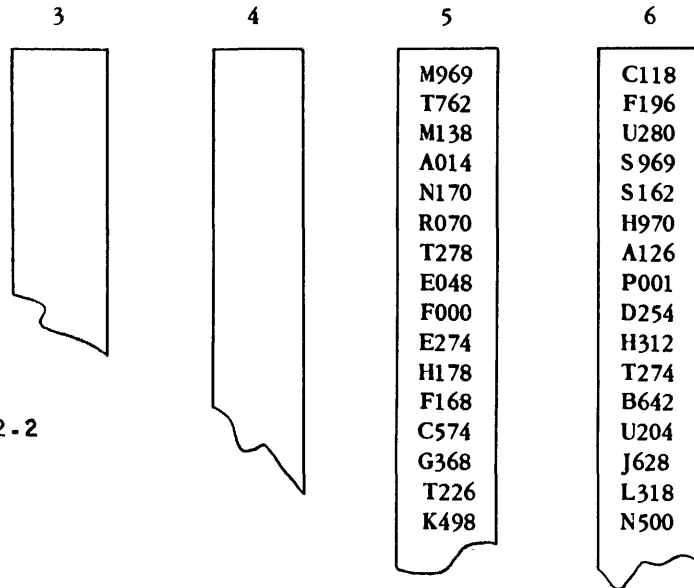 3 4 5 6
M969 C118
T762 F196
M138 U280
A014 S969
N170 S162
R070 H970
T278 A126
E048 P001
F000 D254
E274 H312
H178 T274
F168 B642
2-2 C574 U204
G368 J628
T226 L318
K498 N500